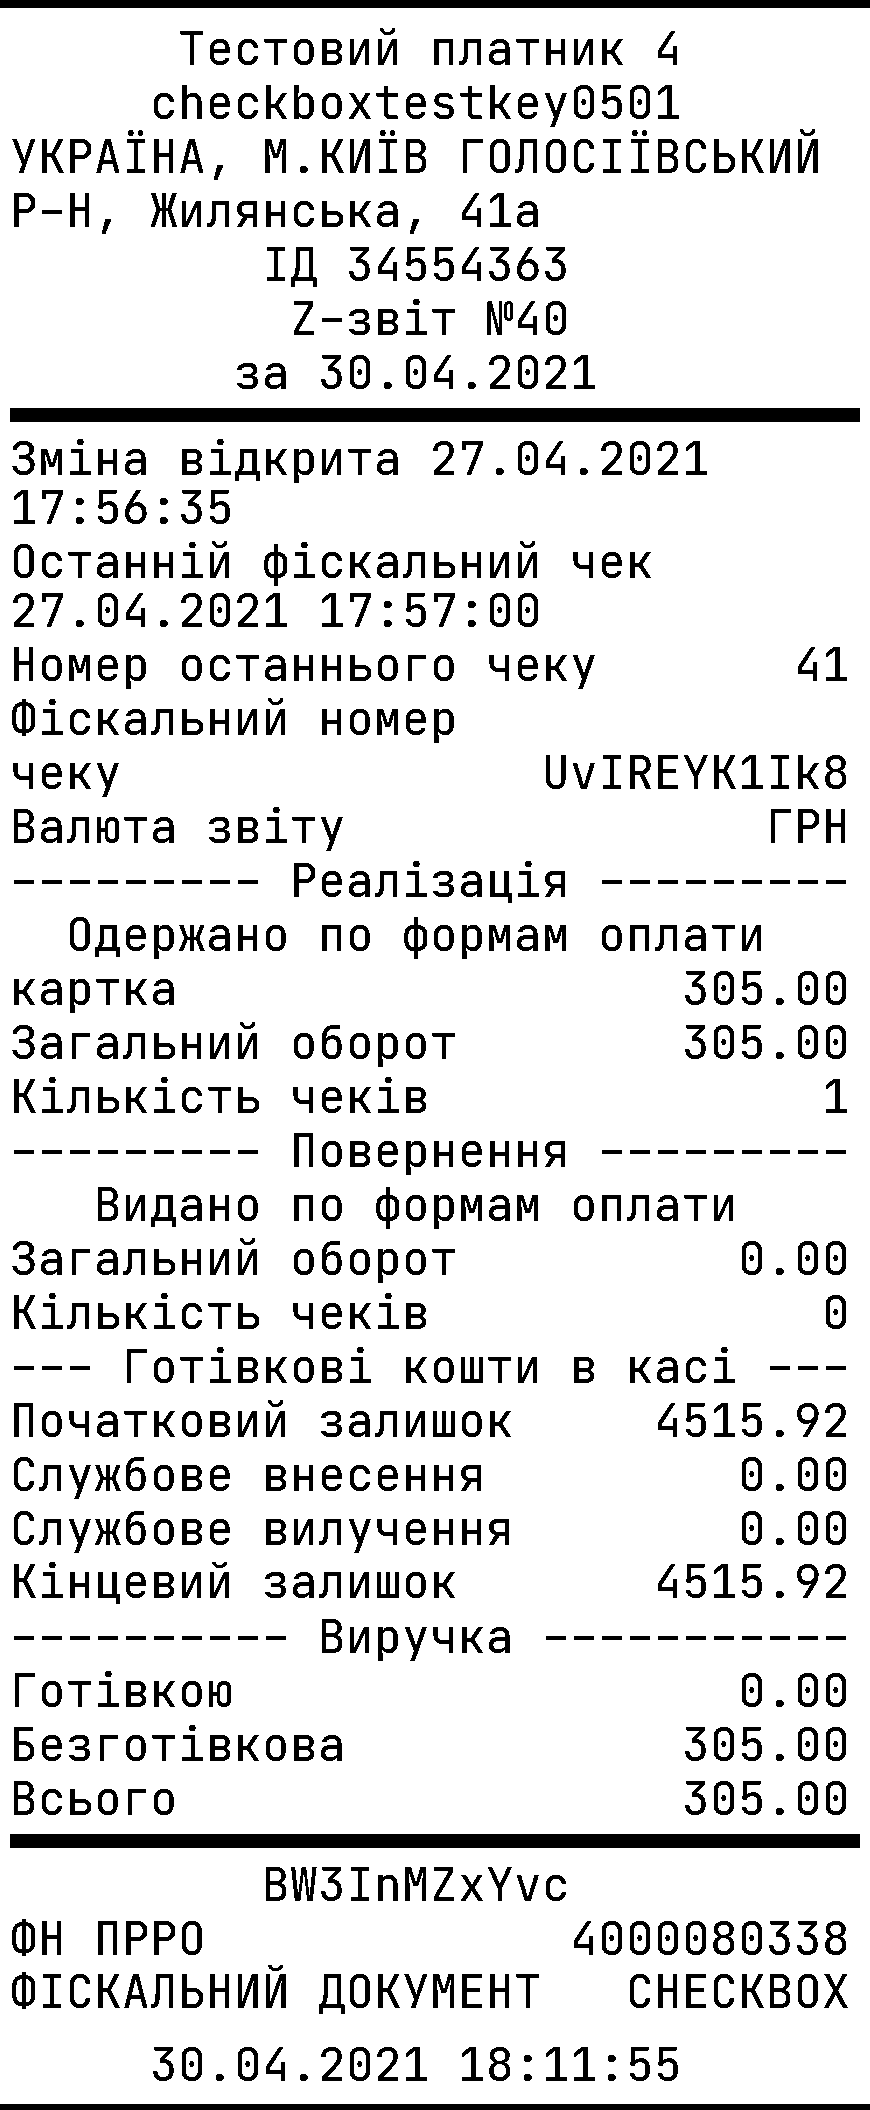 Тестовий платник 4
checkboxtestkey0501
УКРАЇНА, М.КИЇВ ГОЛОСІЇВСЬКИЙ
Р-Н, Жилянська, 41а
ІД 34554363
Z-звіт №40
за 30.04.2021
Зміна відкрита 27.04.2021
17:56:35
Останній фіскальний чек
27.04.2021 17:57:00
Номер останнього чеку 41
Фіскальний номер
чеку UvIREYK1Ik8
Валюта звіту ГРН
--------- Реалізація ---------
Одержано по формам оплати
картка 305.00
Загальний оборот 305.00
Кількість чеків 1
--------- Повернення ---------
Видано по формам оплати
Загальний оборот 0.00
Кількість чеків 0
--- Готівкові кошти в касі ---
Початковий залишок 4515.92
Службове внесення 0.00
Службове вилучення 0.00
Кінцевий залишок 4515.92
---------- Виручка -----------
Готівкою 0.00
Безготівкова 305.00
Всього 305.00
BW3InMZxYvc
ФН ПРРО 4000080338
ФІСКАЛЬНИЙ ДОКУМЕНТ CHECKBOX
30.04.2021 18:11:55